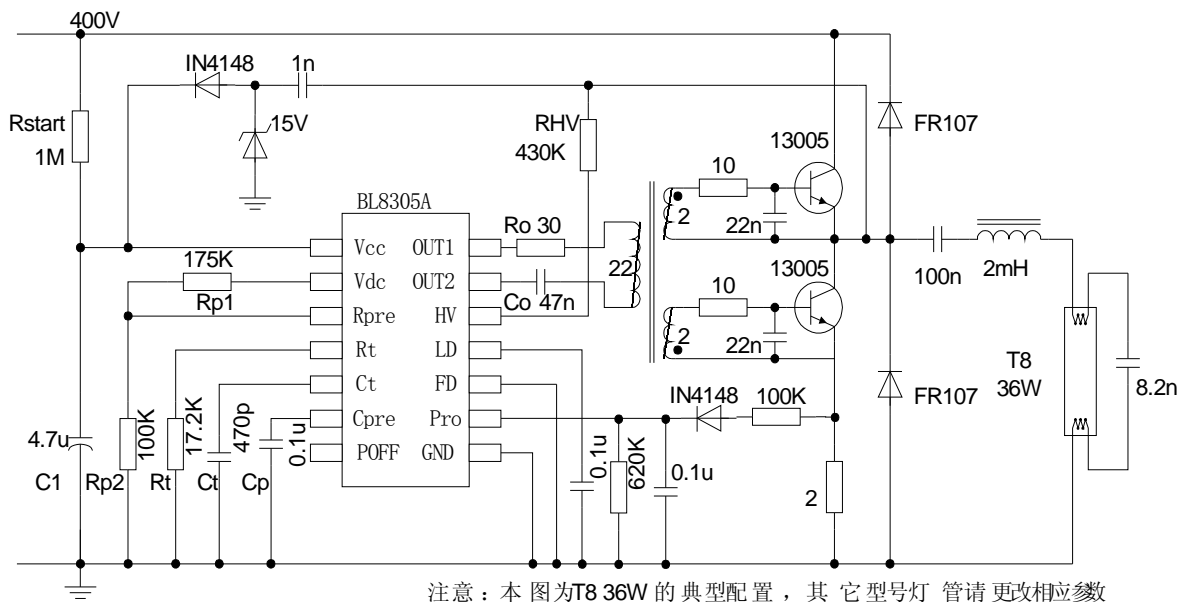 400V
IN4148
1n
Rstart
1M
15V
RHV
430K
FR107
13005
10
BL8305A
Ro 30
2
22n
Vcc
OUT1
175K
Vdc
OUT2
22
13005
100n
2mH
Rp1
Co 47n
10
Rpre
HV
Rt
LD
2
22n
T8
36W
8.2n
Ct
FD
IN4148
100K
FR107
100K
17.2K
470p
0.1u
Cpre
Pro
4.7u
POFF
GND
0.1u
620K
0.1u
C1
Rp2
Rt
Ct
Cp
2
注意：本图为T8 36W 的典型配置，其它型号灯管请更改相应参数